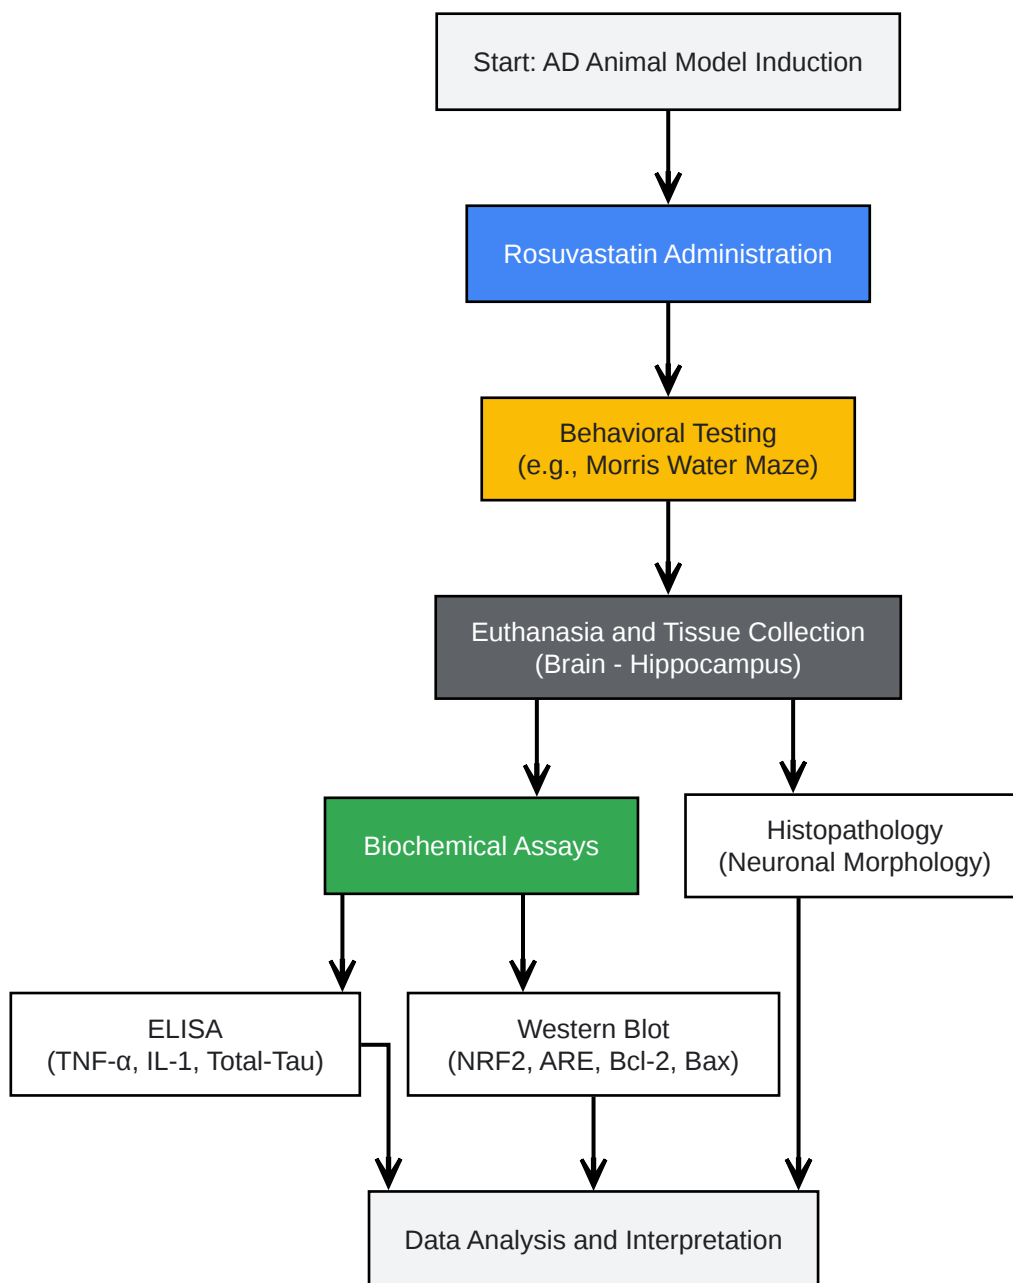 Start: AD Animal Model Induction
Rosuvastatin Administration
Behavioral Testing
(e.g., Morris Water Maze)
Euthanasia and Tissue Collection
(Brain - Hippocampus)
Biochemical Assays
Histopathology
(Neuronal Morphology)
ELISA
(TNF-α, IL-1, Total-Tau)
Western Blot
(NRF2, ARE, Bcl-2, Bax)
Data Analysis and Interpretation